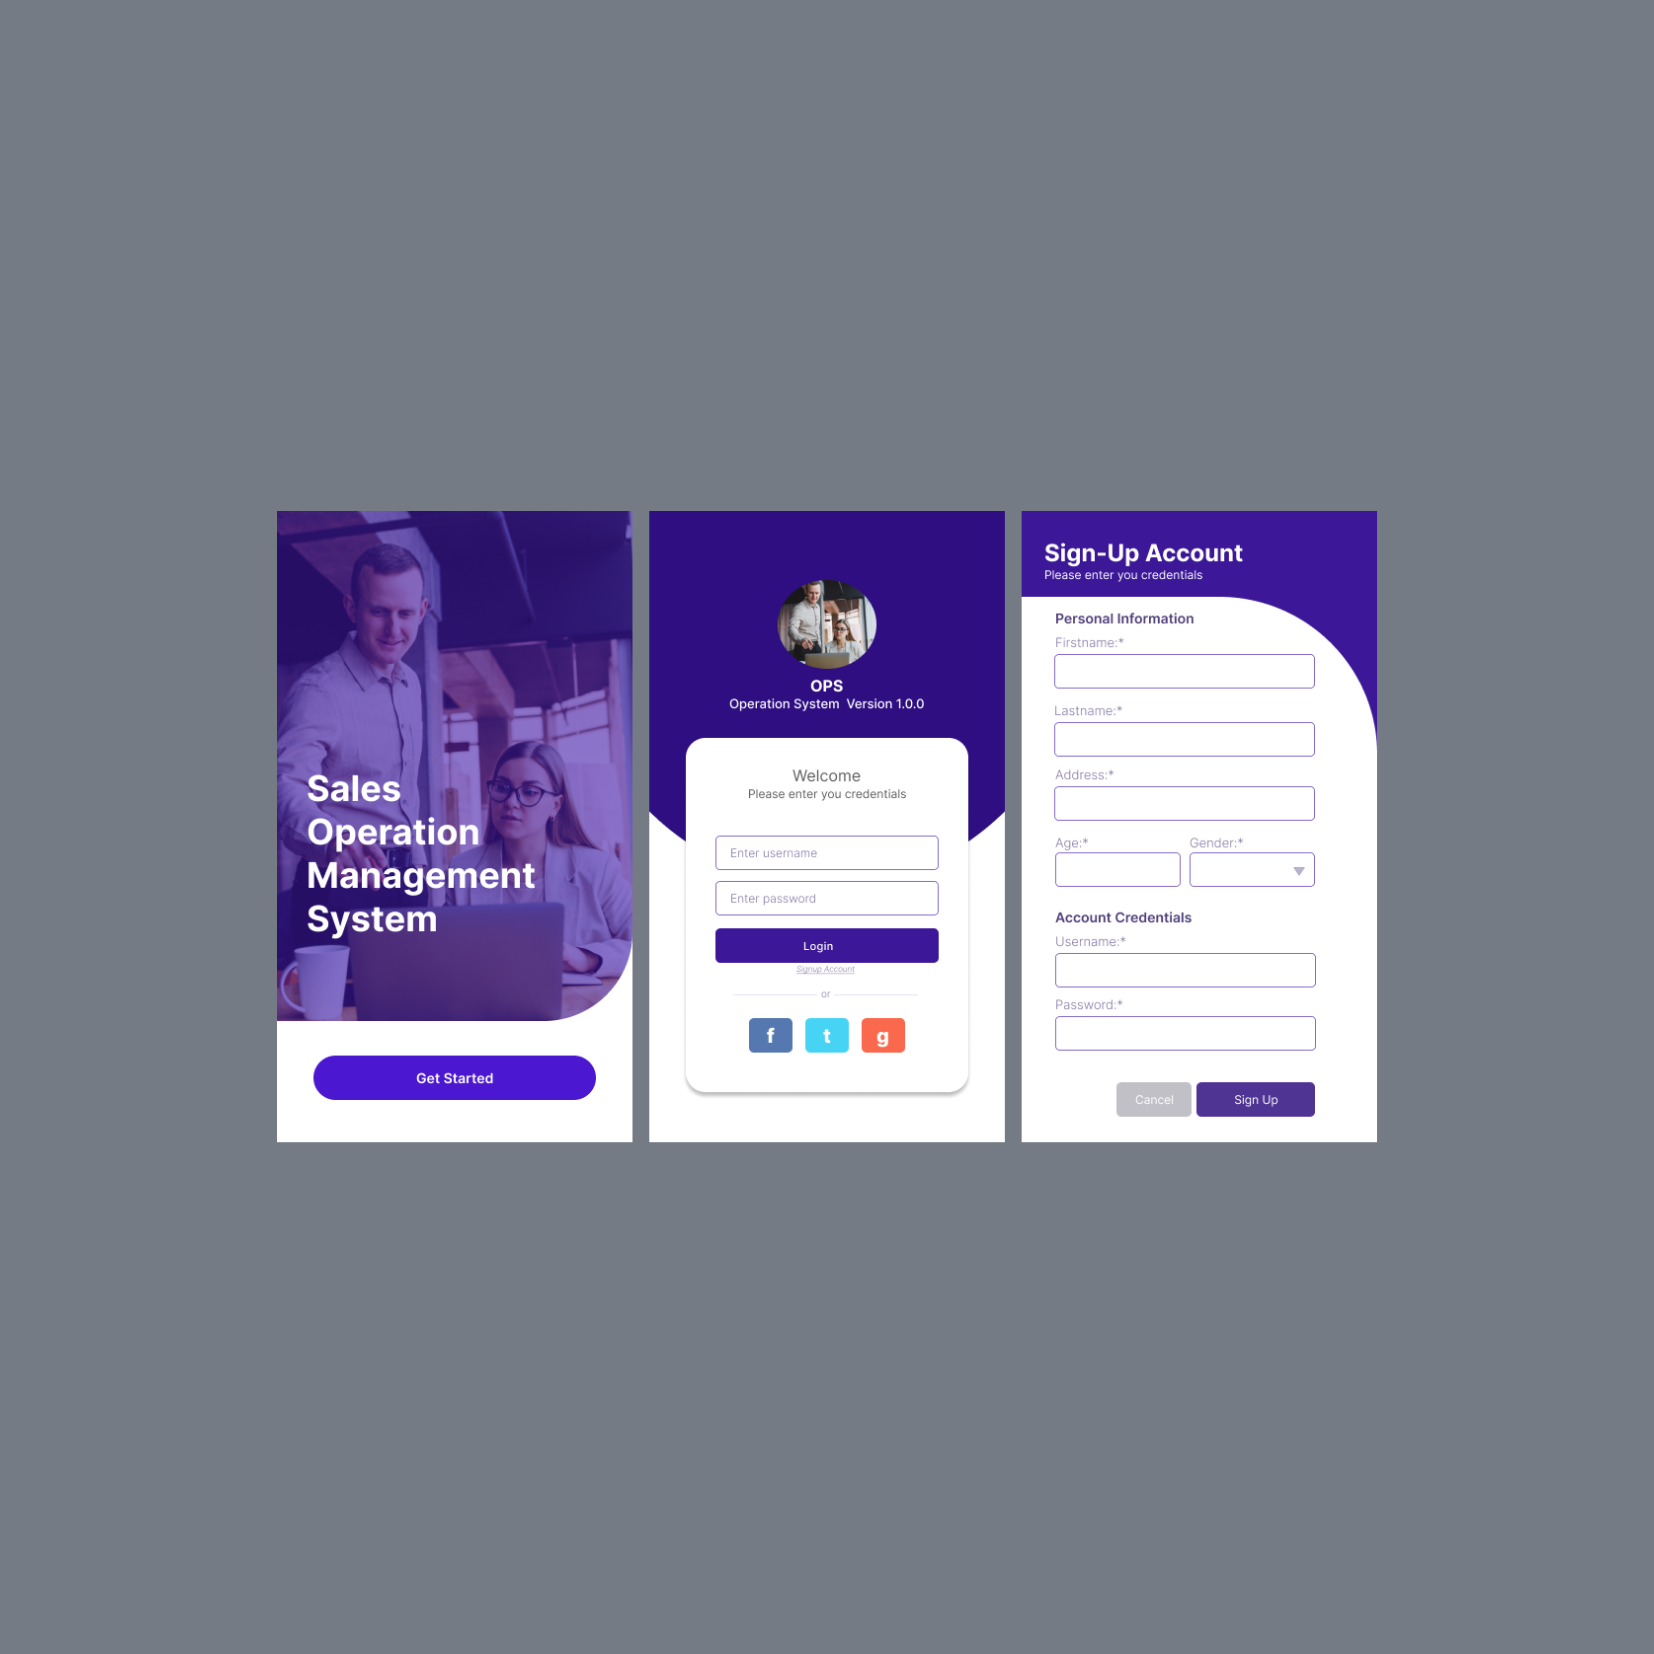 Sales
Operation
Management
System
Get Started
OPS
Operation System Version 1.0.0
Welcome
Please enter you credentials
Enter username
Enter password
Login
Signup Account
or
f t g
Sign-Up Account
Please enter you credentials
Personal Information
Firstname:*
Lastname:*
Address:*
Age:* Gender:*
Account Credentials
Username:*
Password:*
Cancel Sign Up